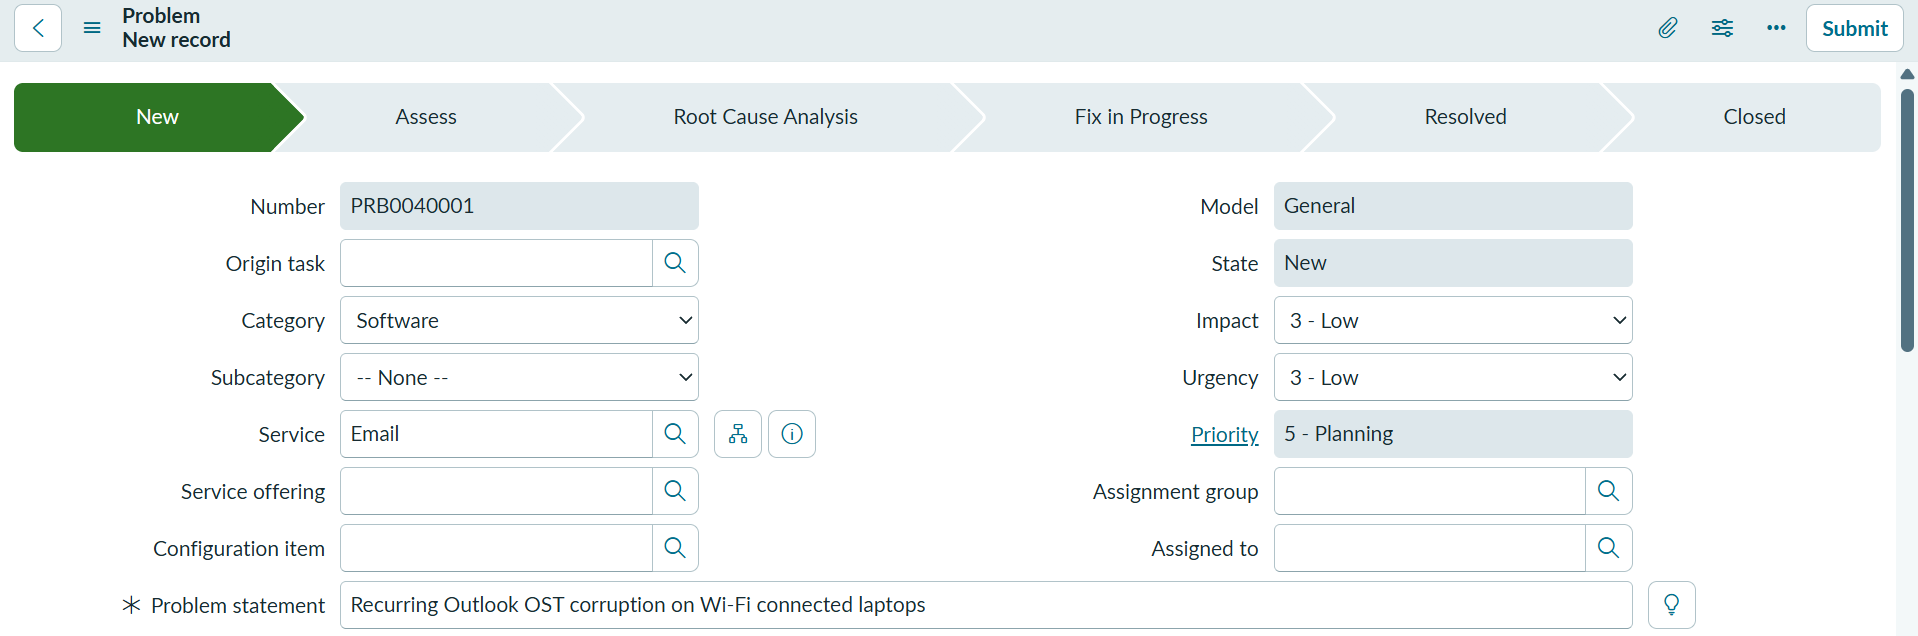 Problem
New record
Submit
New
Assess
Root Cause Analysis
Fix in Progress
Resolved
Closed
Number PRB0040001
Model General
Origin task
State New
Category Software
Impact 3 - Low
Subcategory -- None --
Urgency 3 - Low
Service Email
Priority 5 - Planning
Service offering
Assignment group
Configuration item
Assigned to
Problem statement Recurring Outlook OST corruption on Wi-Fi connected laptops